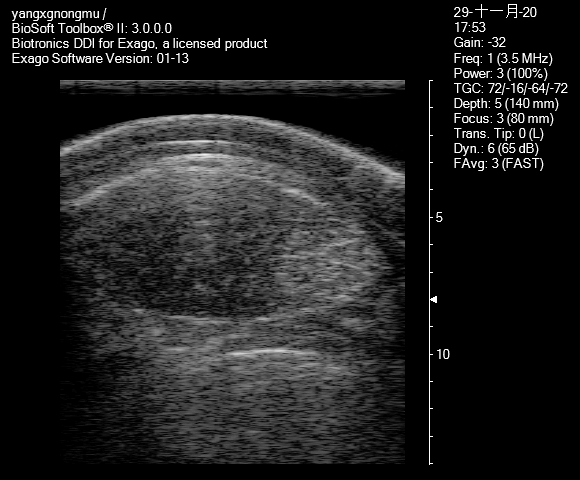 yangxgnongmu /
BioSoft Toolbox® II: 3.0.0.0
Biotronics DDI for Exago, a licensed product
Exago Software Version: 01-13
29-十一月-20
17:53
Gain: -32
Freq: 1 (3.5 MHz)
Power: 3 (100%)
TGC: 72/-16/-64/-72
Depth: 5 (140 mm)
Focus: 3 (80 mm)
Trans. Tip: 0 (L)
Dyn.: 6 (65 dB)
FAvg: 3 (FAST)
5
10